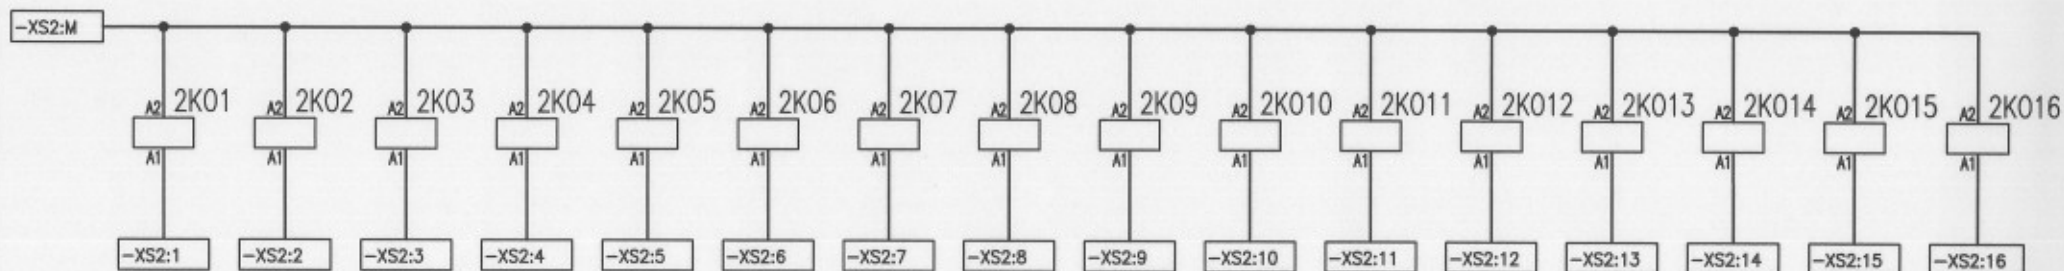 -XS2:M
A2 2K01 A2 2K02 A2 2K03 A2 2K04 A2 2K05 A2 2K06 A2 2K07 A2 2K08 A2 2K09 A2 2K010 A2 2K011 A2 2K012 A2 2K013 A2 2K014 A2 2K015 A2 2K016
A1 A1 A1 A1 A1 A1 A1 A1 A1 A1 A1 A1 A1 A1 A1 A1
-XS2:1 -XS2:2 -XS2:3 -XS2:4 -XS2:5 -XS2:6 -XS2:7 -XS2:8 -XS2:9 -XS2:10 -XS2:11 -XS2:12 -XS2:13 -XS2:14 -XS2:15 -XS2:16